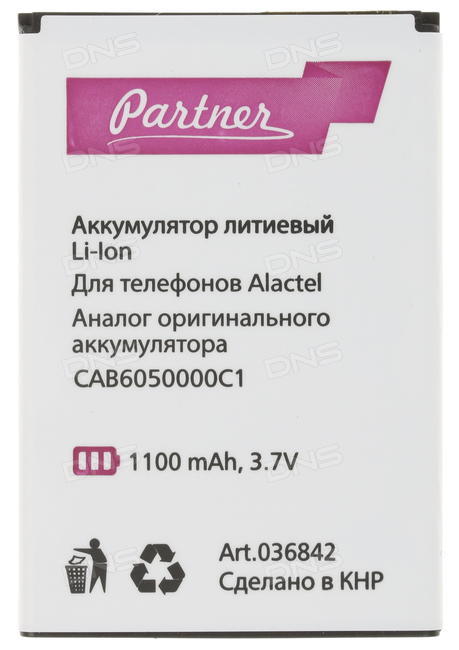 Partner
Аккумулятор литиевый
Li-Ion
Для телефонов Alactel
Аналог оригинального
аккумулятора
CAB6050000C1
1100 mAh, 3.7V
Art.036842
Сделано в КНР
DNS